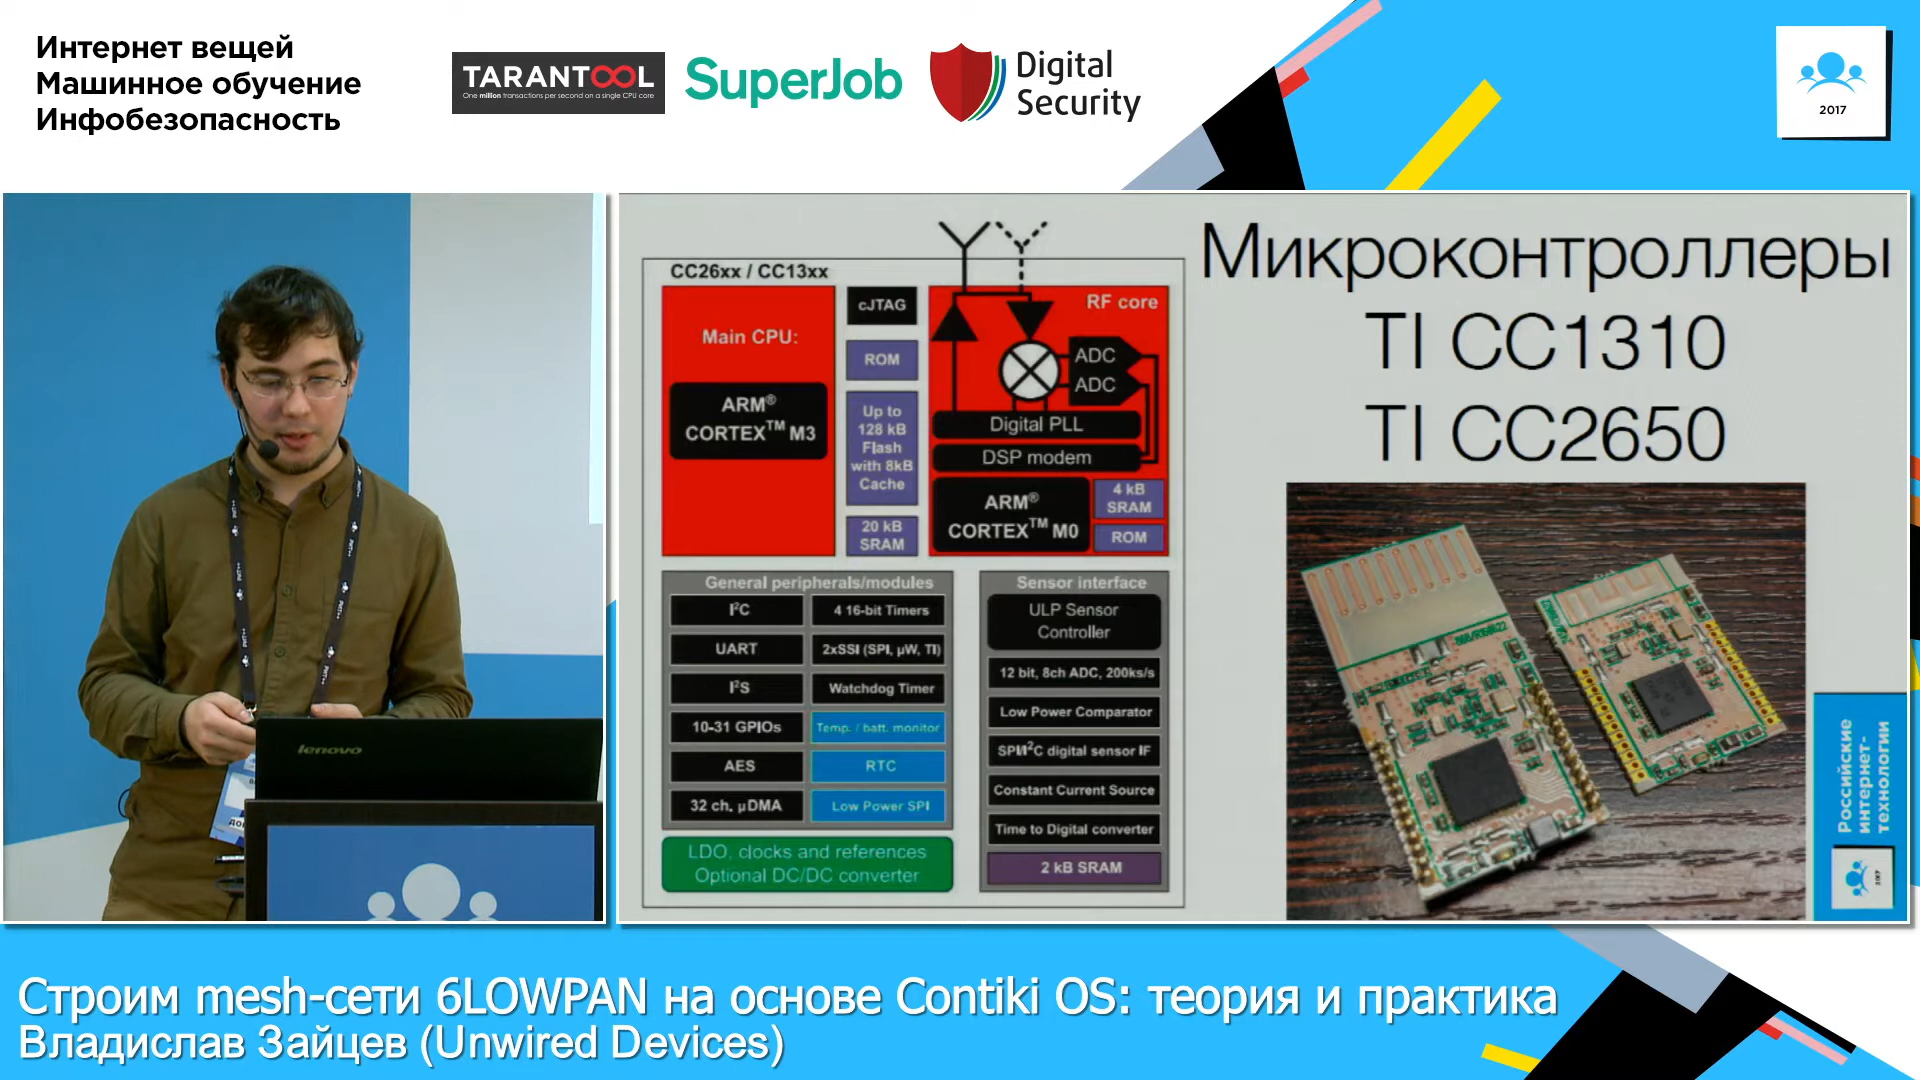 Интернет вещей
Машинное обучение
Инфобезопасность
TARANTOOL
One million transactions per second on a single CPU core
SuperJob
Digital
Security
2017
lenovo
CC26xx / CC13xx
Main CPU:
ARM®
CORTEX™ M3
cJTAG
ROM
Up to
128 kB
Flash
with 8kB
Cache
20 kB
SRAM
RF core
ADC
ADC
Digital PLL
DSP modem
ARM®
CORTEX™ M0
4 kB
SRAM
ROM
General peripherals/modules
I²C
4 16-bit Timers
UART
2xSSI (SPI, µW, TI)
I²S
Watchdog Timer
10-31 GPIOs
Temp. / batt. monitor
AES
RTC
32 ch. µDMA
Low Power SPI
LDO, clocks and references
Optional DC/DC converter
Sensor interface
ULP Sensor
Controller
12 bit, 8ch ADC, 200ks/s
Low Power Comparator
SPI/I²C digital sensor IF
Constant Current Source
Time to Digital converter
2 kB SRAM
Микроконтроллеры
TI CC1310
TI CC2650
Российские
интернет-
технологии
Строим mesh-сети 6LOWPAN на основе Contiki OS: теория и практика
Владислав Зайцев (Unwired Devices)